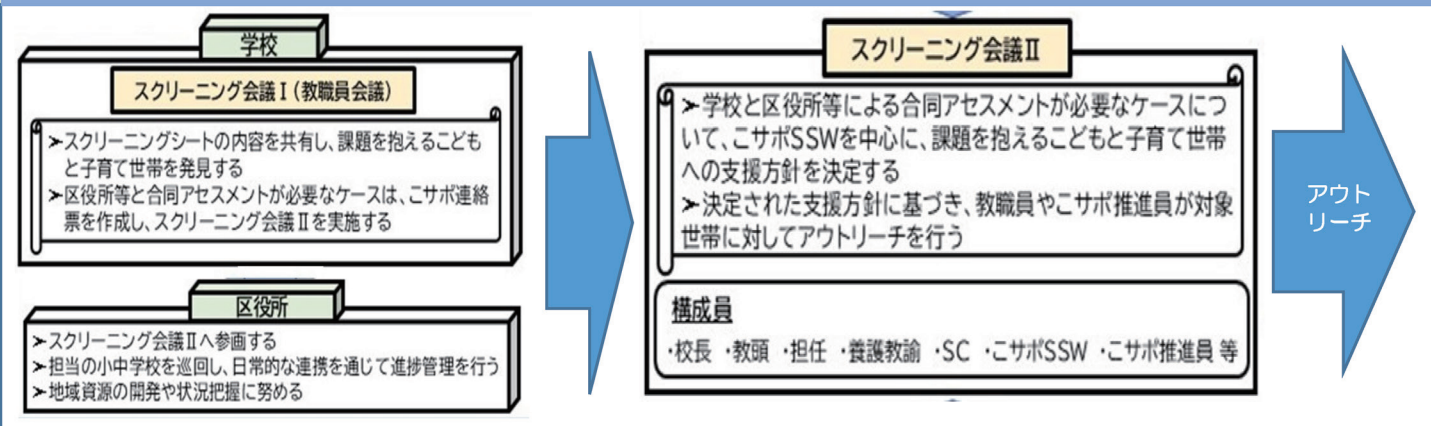 学校
スクリーニング会議Ⅰ(教職員会議)
➤スクリーニングシートの内容を共有し、課題を抱えるこども
と子育て世帯を発見する
➤区役所等と合同アセスメントが必要なケースは、こサポ連絡
票を作成し、スクリーニング会議Ⅱを実施する
区役所
➤スクリーニング会議Ⅱへ参画する
➤担当の小中学校を巡回し、日常的な連携を通じて進捗管理を行う
➤地域資源の開発や状況把握に努める
スクリーニング会議Ⅱ
➤学校と区役所等による合同アセスメントが必要なケースにつ
いて、こサポSSWを中心に、課題を抱えるこどもと子育て世帯
への支援方針を決定する
➤決定された支援方針に基づき、教職員やこサポ推進員が対象
世帯に対してアウトリーチを行う
構成員
・校長 ・教頭 ・担任 ・養護教諭 ・SC ・こサポSSW ・こサポ推進員 等
アウト
リーチ